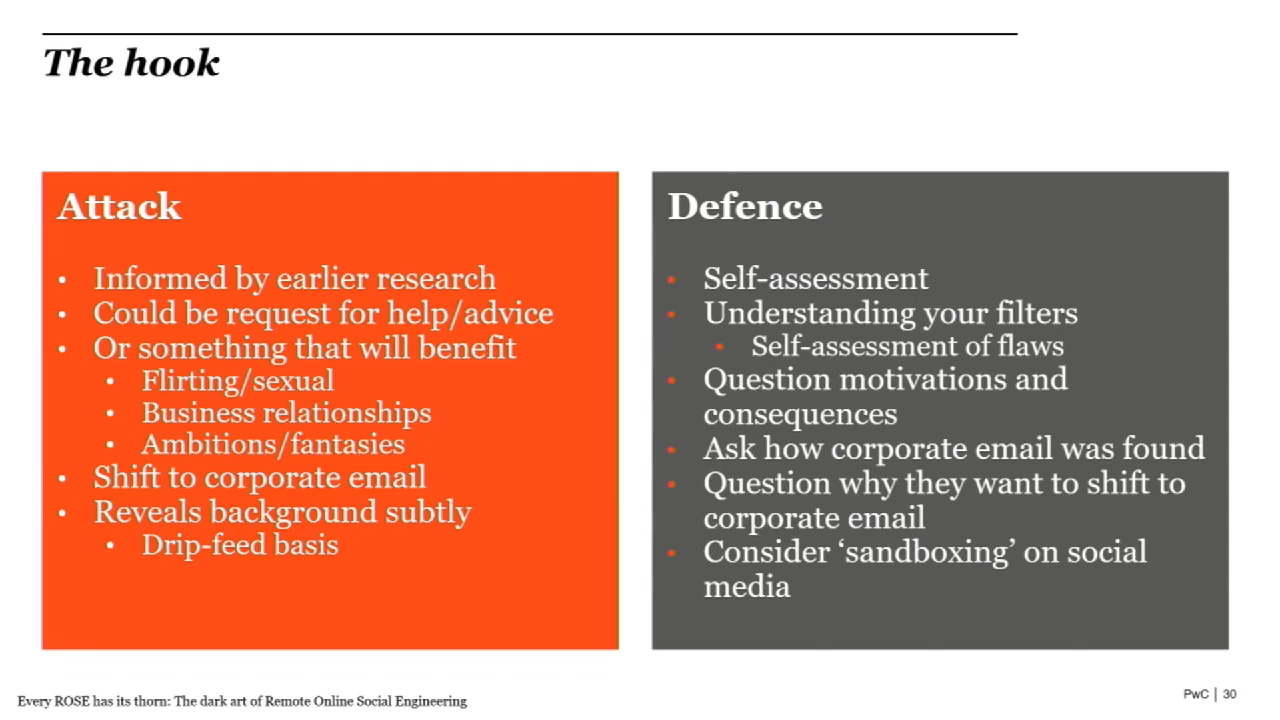 The hook
Attack
• Informed by earlier research
• Could be request for help/advice
• Or something that will benefit
• Flirting/sexual
• Business relationships
• Ambitions/fantasies
• Shift to corporate email
• Reveals background subtly
• Drip-feed basis
Defence
• Self-assessment
• Understanding your filters
• Self-assessment of flaws
• Question motivations and
consequences
• Ask how corporate email was found
• Question why they want to shift to
corporate email
• Consider ‘sandboxing’ on social
media
Every ROSE has its thorn: The dark art of Remote Online Social Engineering
PwC | 30